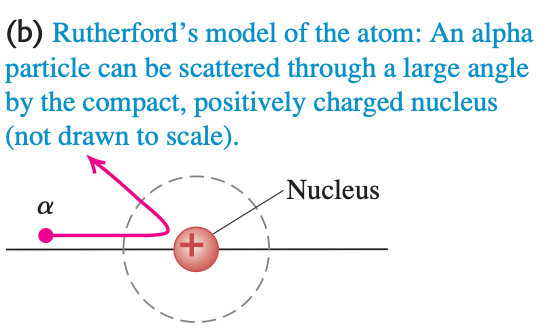 (b) Rutherford’s model of the atom: An alpha
particle can be scattered through a large angle
by the compact, positively charged nucleus
(not drawn to scale).
Nucleus
α
+